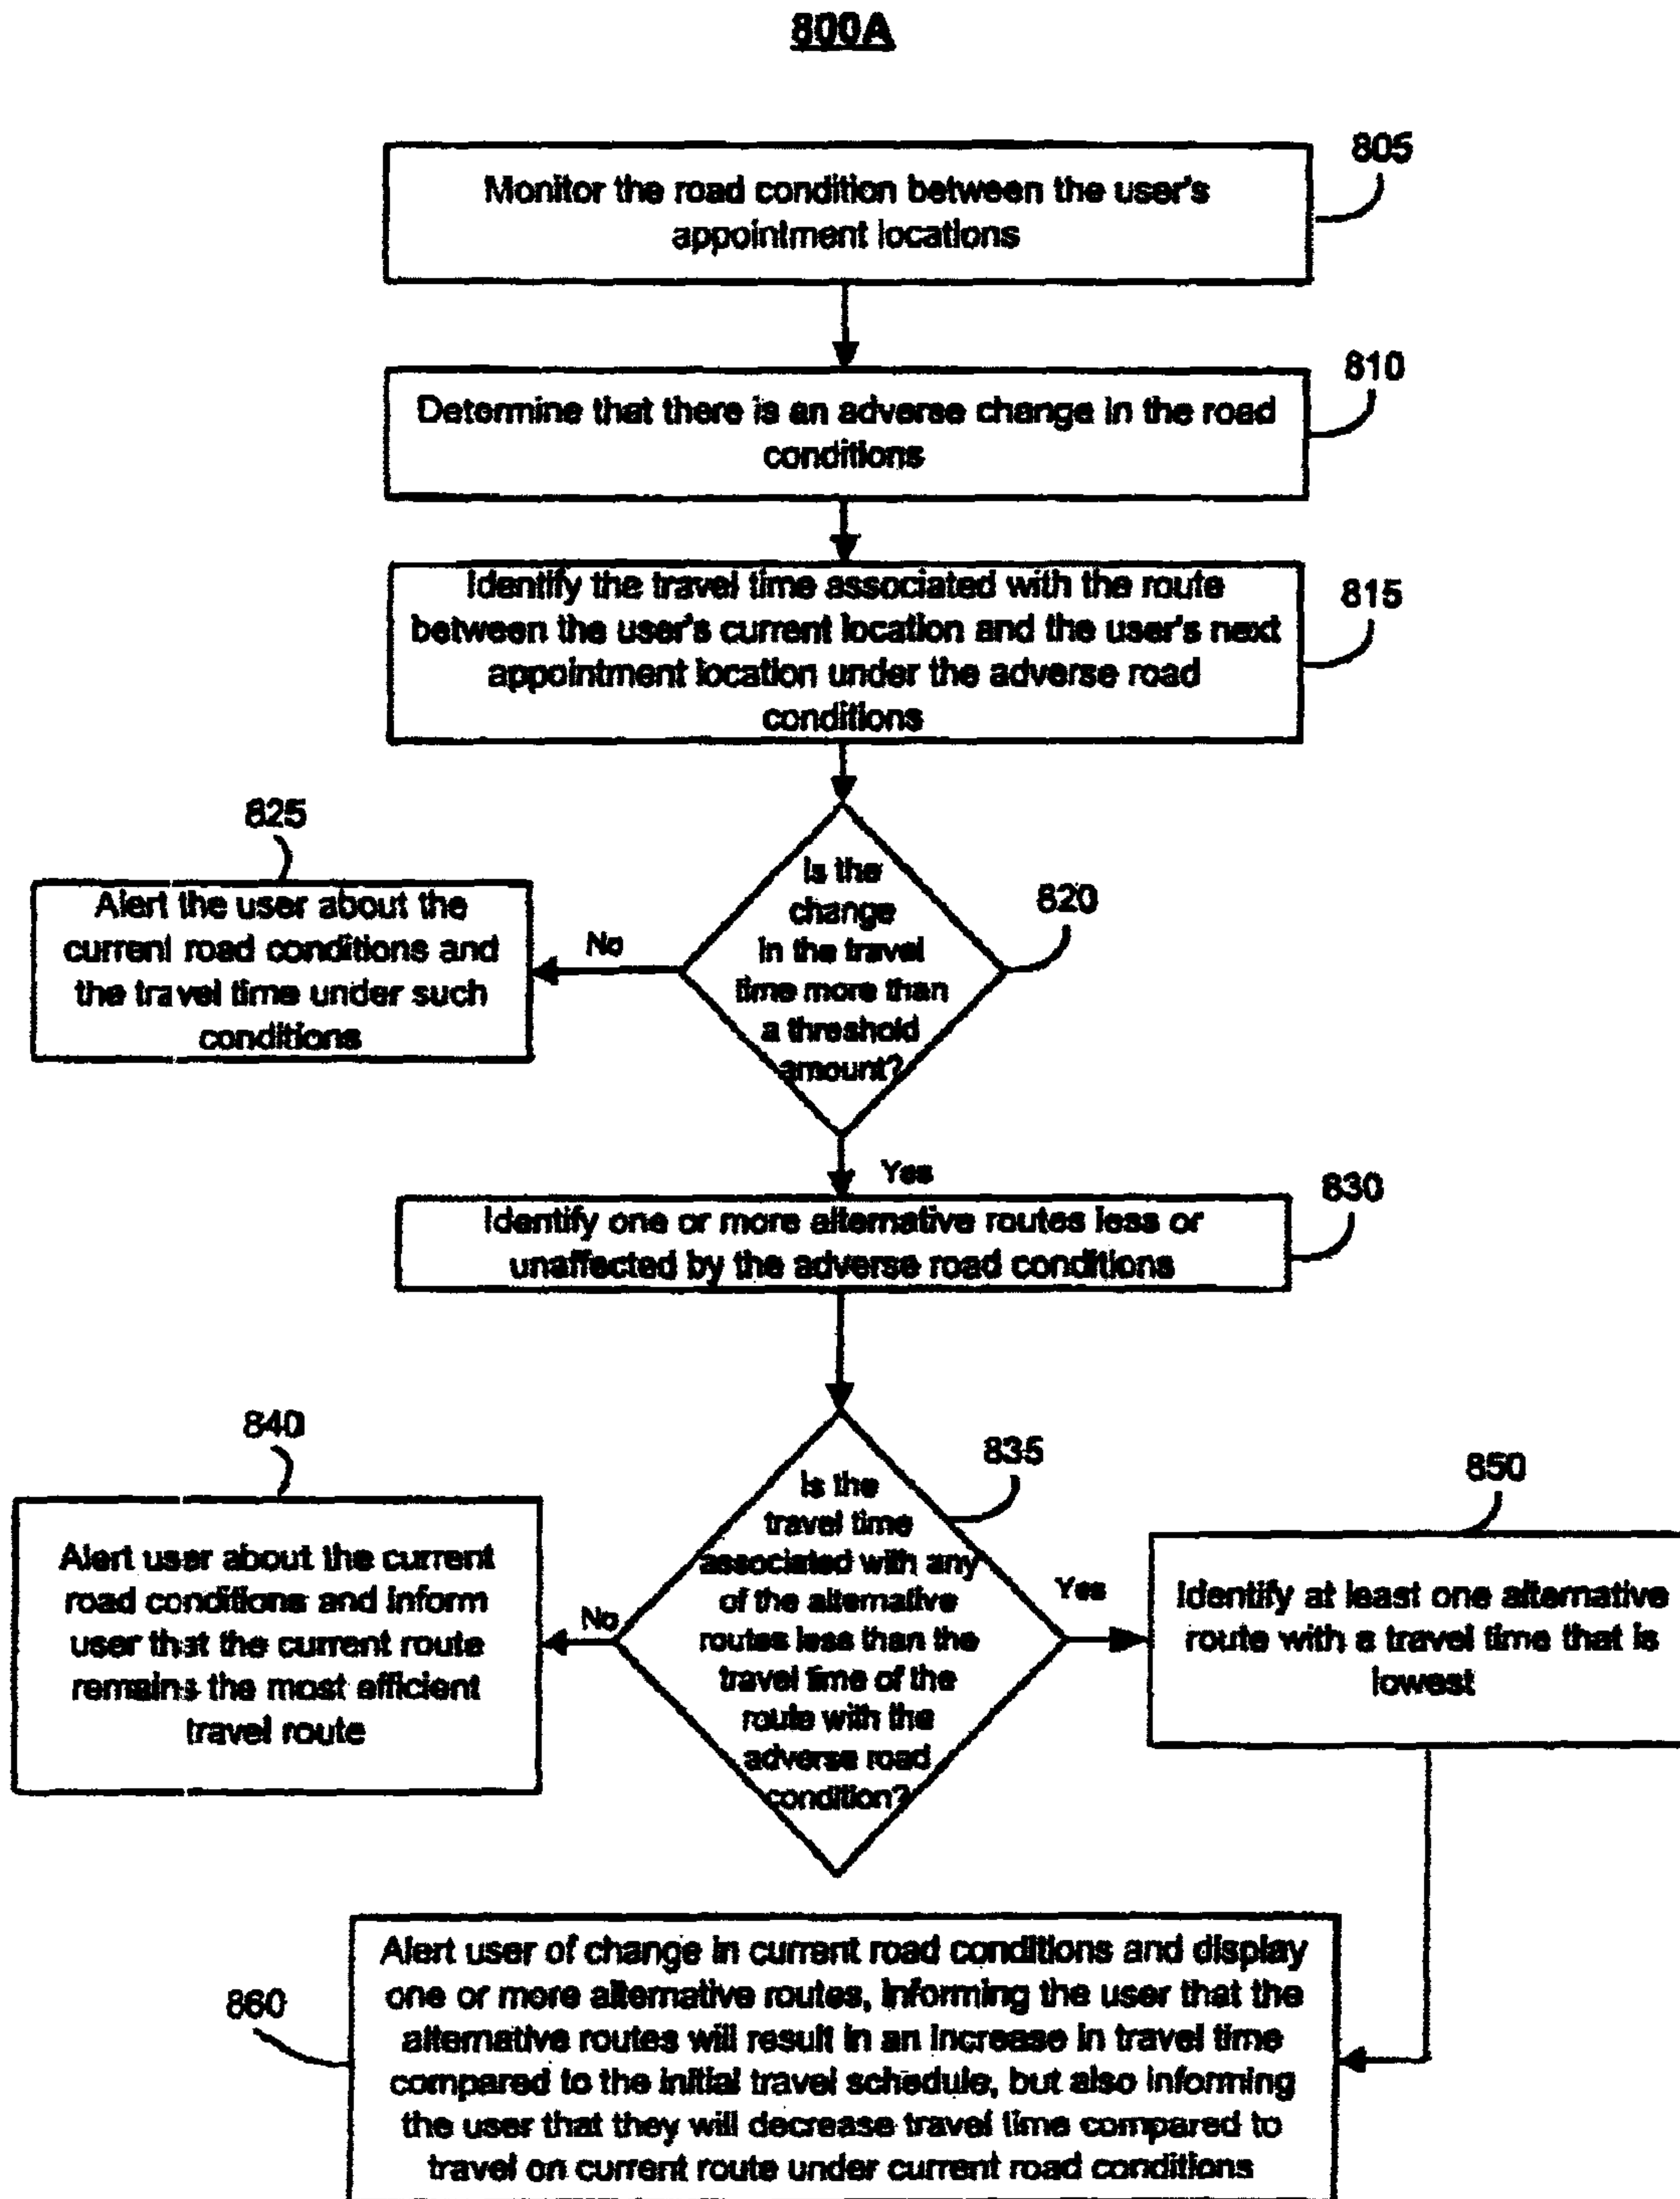 800A
805
Monitor the road condition between the user's
appointment locations
810
Determine that there is an adverse change in the road
conditions
815
Identify the travel time associated with the route
between the user's current location and the user's next
appointment location under the adverse road
conditions
825
Alert the user about the
current road conditions and
the travel time under such
conditions
No
820
Is the
change
in the travel
time more than
a threshold
amount?
Yes
830
Identify one or more alternative routes less or
unaffected by the adverse road conditions
840
Alert user about the current
road conditions and inform
user that the current route
remains the most efficient
travel route
No
835
Is the
travel time
associated with any
of the alternative
routes less than the
travel time of the
route with the
adverse road
condition?
Yes
850
Identify at least one alternative
route with a travel time that is
lowest
860
Alert user of change in current road conditions and display
one or more alternative routes, informing the user that the
alternative routes will result in an increase in travel time
compared to the initial travel schedule, but also informing
the user that they will decrease travel time compared to
travel on current route under current road conditions